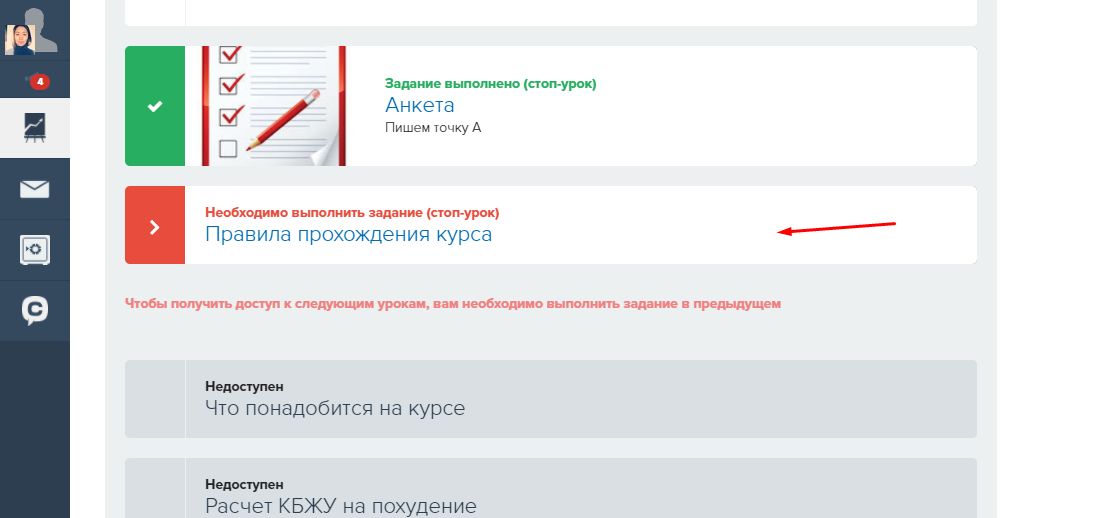 4
Задание выполнено (стоп-урок)
Анкета
Пишем точку А
Необходимо выполнить задание (стоп-урок)
Правила прохождения курса
Чтобы получить доступ к следующим урокам, вам необходимо выполнить задание в предыдущем
Недоступен
Что понадобится на курсе
Недоступен
Расчет КБЖУ на похудение